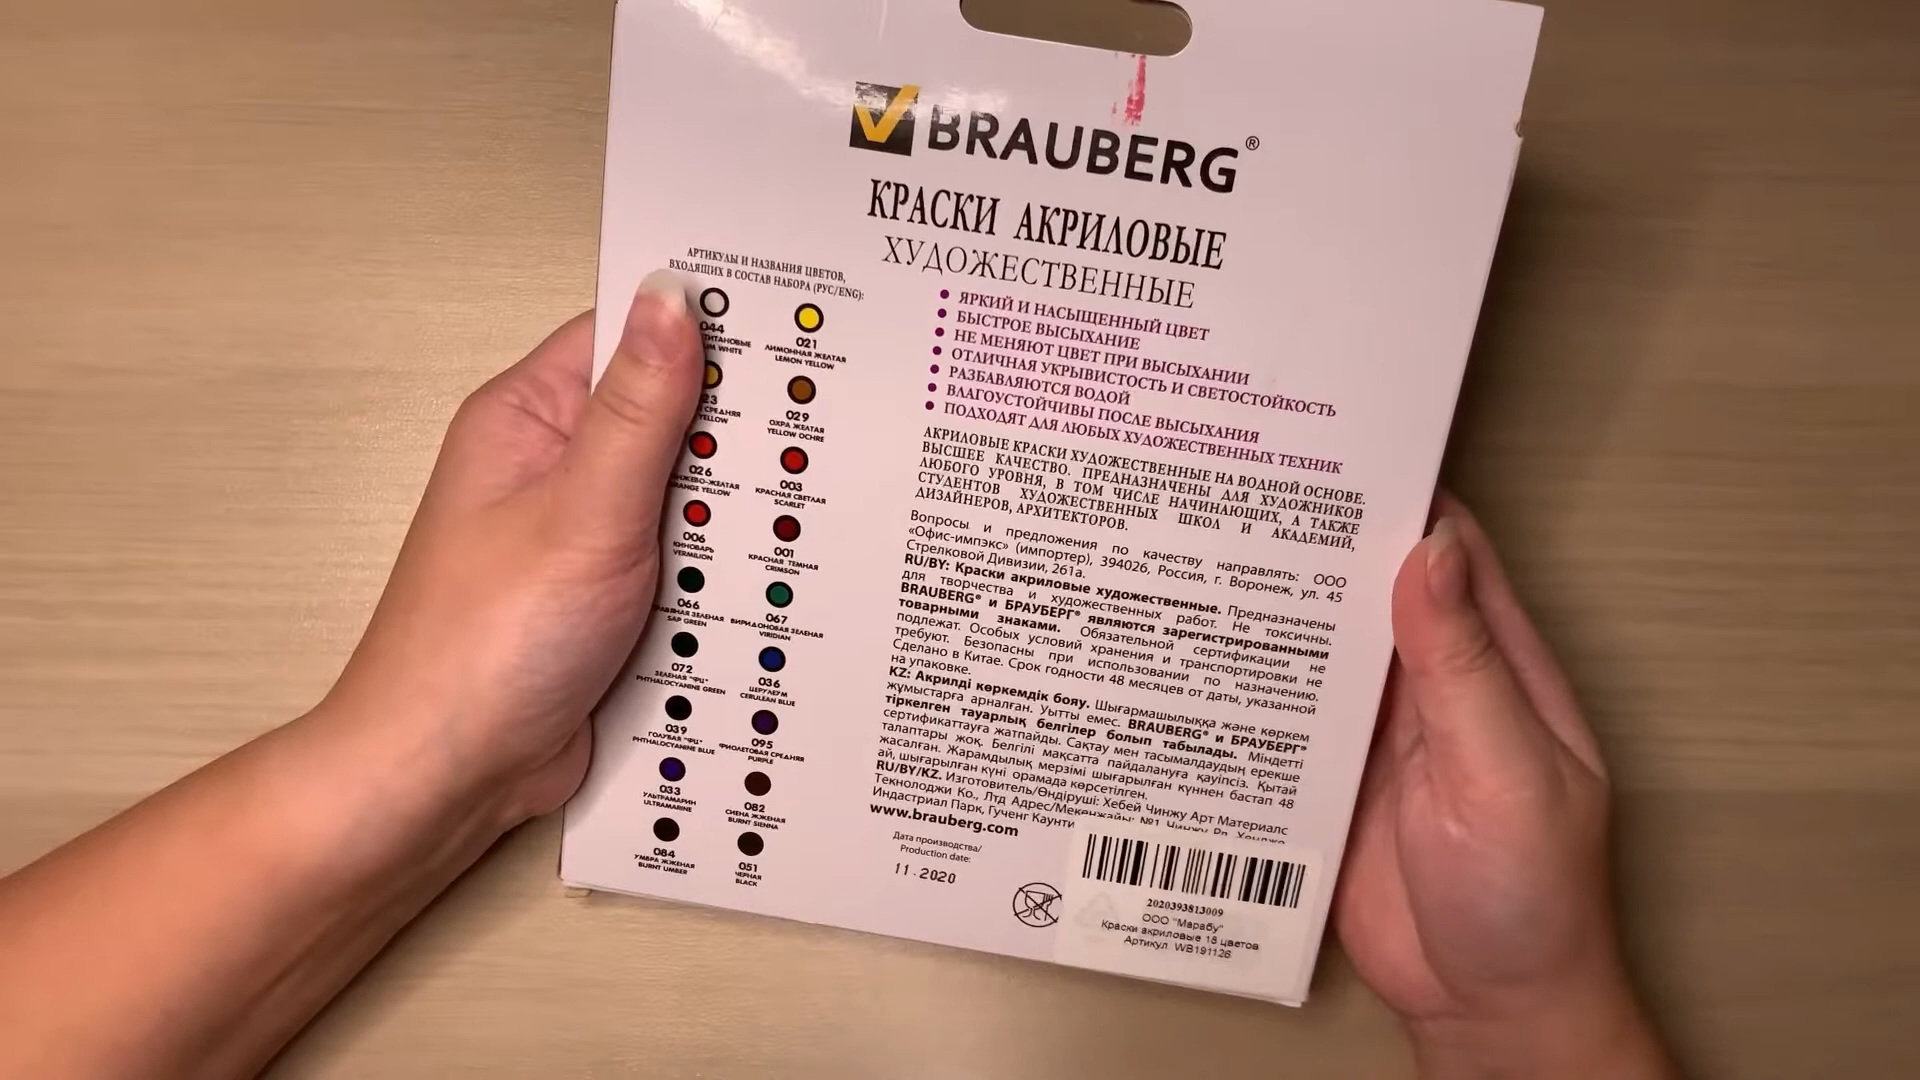 BRAUBERG®
КРАСКИ АКРИЛОВЫЕ
ХУДОЖЕСТВЕННЫЕ
АРТИКУЛЫ И НАЗВАНИЯ ЦВЕТОВ,
ВХОДЯЩИХ В СОСТАВ НАБОРА (РУС/ENG):
044
ТИТАНОВЫЕ
WHITE
021
ЛИМОННАЯ ЖЕЛТАЯ
LEMON YELLOW
СРЕДНЯЯ
YELLOW
029
ОХРА ЖЕЛТАЯ
YELLOW OCHRE
026
YELLOW
003
КРАСНАЯ СВЕТЛАЯ
SCARLET
006
КИНОВАРЬ
VERMILION
001
КРАСНАЯ ТЕМНАЯ
CRIMSON
066
ЗЕЛЕНАЯ
SAP GREEN
067
ВИРИДОНОВАЯ ЗЕЛЕНАЯ
VIRIDIAN
072
ЗЕЛЕНАЯ "ФЦ"
PHTHALOCYANINE GREEN
036
ЦЕРУЛЕУМ
CERULEAN BLUE
039
ГОЛУБАЯ "ФЦ"
PHTHALOCYANINE BLUE
095
ФИОЛЕТОВАЯ СРЕДНЯЯ
PURPLE
033
УЛЬТРАМАРИН
ULTRAMARINE
082
СИЕНА ЖЖЕНАЯ
BURNT SIENNA
084
УМБРА ЖЖЕНАЯ
BURNT UMBER
051
ЧЕРНАЯ
BLACK
• ЯРКИЙ И НАСЫЩЕННЫЙ ЦВЕТ
• БЫСТРОЕ ВЫСЫХАНИЕ
• НЕ МЕНЯЮТ ЦВЕТ ПРИ ВЫСЫХАНИИ
• ОТЛИЧНАЯ УКРЫВИСТОСТЬ И СВЕТОСТОЙКОСТЬ
• РАЗБАВЛЯЮТСЯ ВОДОЙ
• ВЛАГОУСТОЙЧИВЫ ПОСЛЕ ВЫСЫХАНИЯ
• ПОДХОДЯТ ДЛЯ ЛЮБЫХ ХУДОЖЕСТВЕННЫХ ТЕХНИК
АКРИЛОВЫЕ КРАСКИ ХУДОЖЕСТВЕННЫЕ НА ВОДНОЙ ОСНОВЕ.
ВЫСШЕЕ КАЧЕСТВО. ПРЕДНАЗНАЧЕНЫ ДЛЯ ХУДОЖНИКОВ
ЛЮБОГО УРОВНЯ, В ТОМ ЧИСЛЕ НАЧИНАЮЩИХ, А ТАКЖЕ
СТУДЕНТОВ ХУДОЖЕСТВЕННЫХ ШКОЛ И АКАДЕМИЙ,
ДИЗАЙНЕРОВ, АРХИТЕКТОРОВ.
Вопросы и предложения по качеству направлять: ООО
«Офис-импэкс» (импортер), 394026, Россия, г. Воронеж, ул. 45
Стрелковой Дивизии, 261а.
RU/BY: Краски акриловые художественные. Предназначены
для творчества и художественных работ. Не токсичны.
BRAUBERG® и БРАУБЕРГ® являются зарегистрированными
товарными знаками. Обязательной сертификации не
подлежат. Особых условий хранения и транспортировки не
требуют. Безопасны при использовании по назначению.
Сделано в Китае. Срок годности 48 месяцев от даты, указанной
на упаковке.
KZ: Акрилді көркемдік бояу. Шығармашылыққа және көркем
жұмыстарға арналған. Уытты емес. BRAUBERG® и БРАУБЕРГ®
тіркелген тауарлық белгілер болып табылады. Міндетті
сертификаттауға жатпайды. Сақтау мен тасымалдаудың ерекше
талаптары жоқ. Белгілі мақсатта пайдалануға қауіпсіз. Қытай
жасалған. Жарамдылық мерзімі шығарылған күннен бастап 48
ай, шығарылған күні орамада көрсетілген.
RU/BY/KZ. Изготовитель/Өндіруші: Хебей Чинжу Арт Материалс
Технолоджи Ко., Лтд Адрес/Мекенжайы: №1 Чинжу Рд,
Индастриал Парк, Гученг Каунти
www.brauberg.com
Дата производства/
Production date:
11.2020
2020393813009
ООО "Марабу"
Краски акриловые 18 цветов
Артикул WB191126